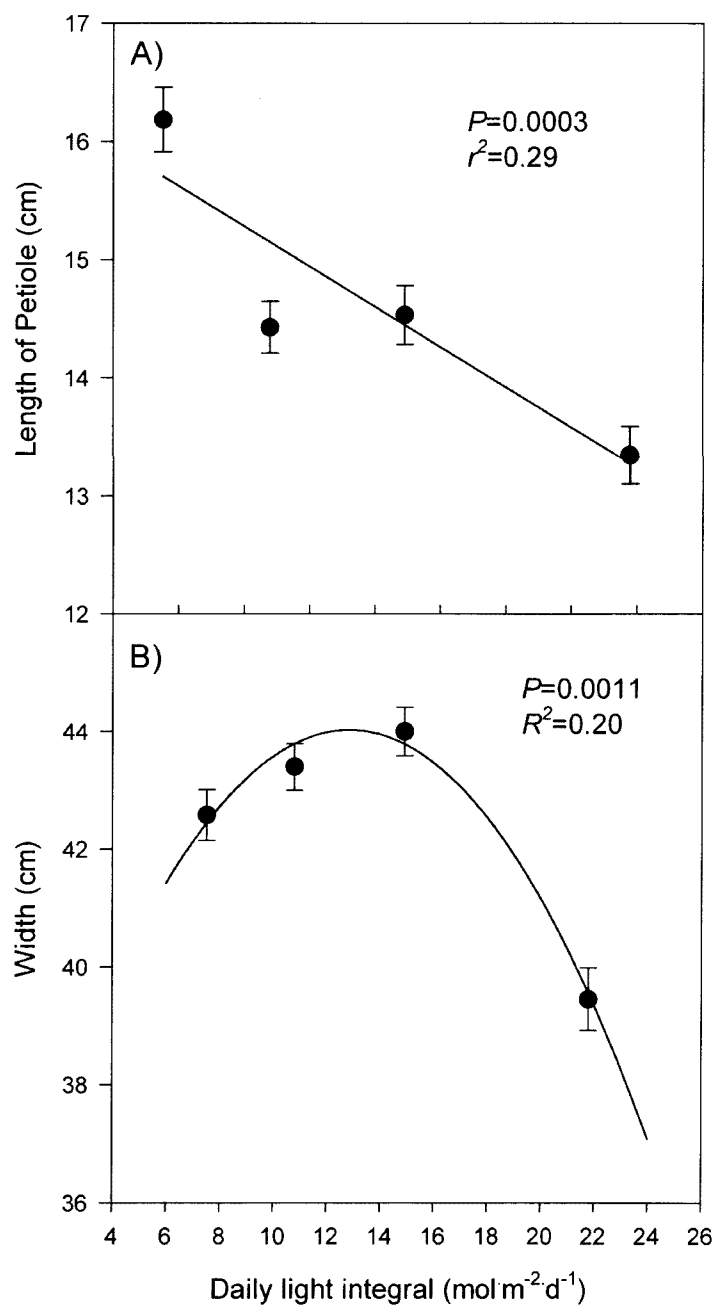 17
A)
P=0.0003
r²=0.29
16
15
14
13
12
Length of Petiole (cm)
B)
P=0.0011
R²=0.20
44
42
40
38
36
Width (cm)
4 6 8 10 12 14 16 18 20 22 24 26
Daily light integral (mol·m⁻²·d⁻¹)